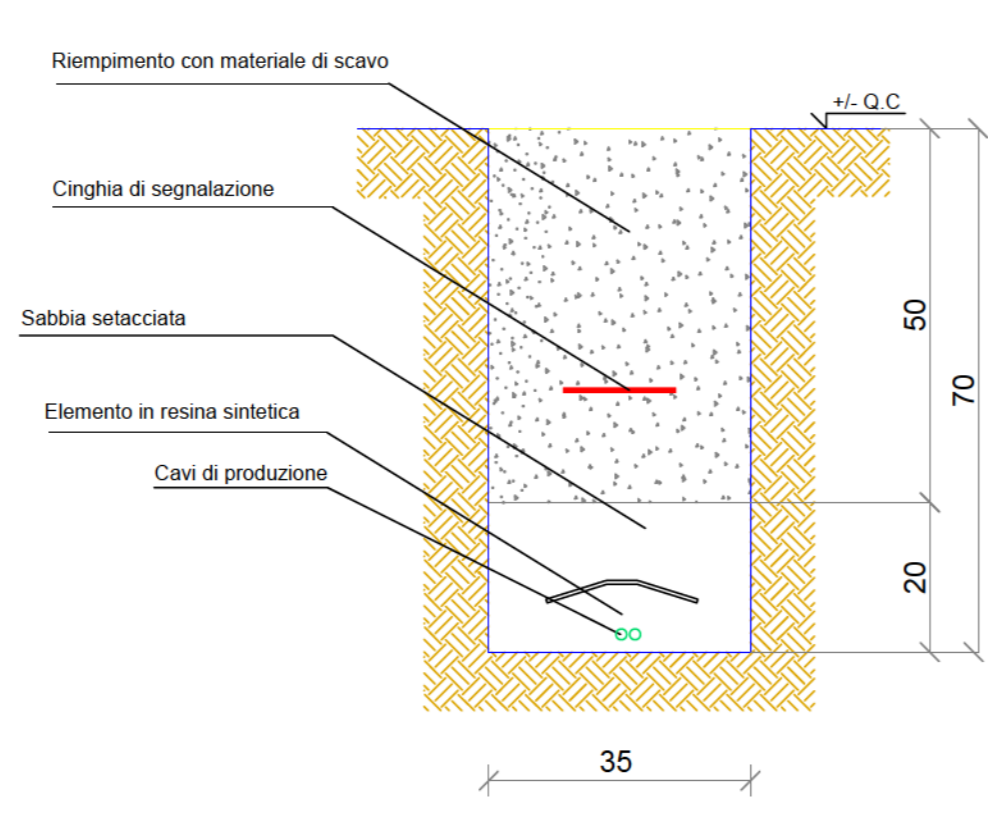 Riempimento con materiale di scavo
+/- Q.C
Cinghia di segnalazione
Sabbia setacciata
50
70
Elemento in resina sintetica
Cavi di produzione
20
35